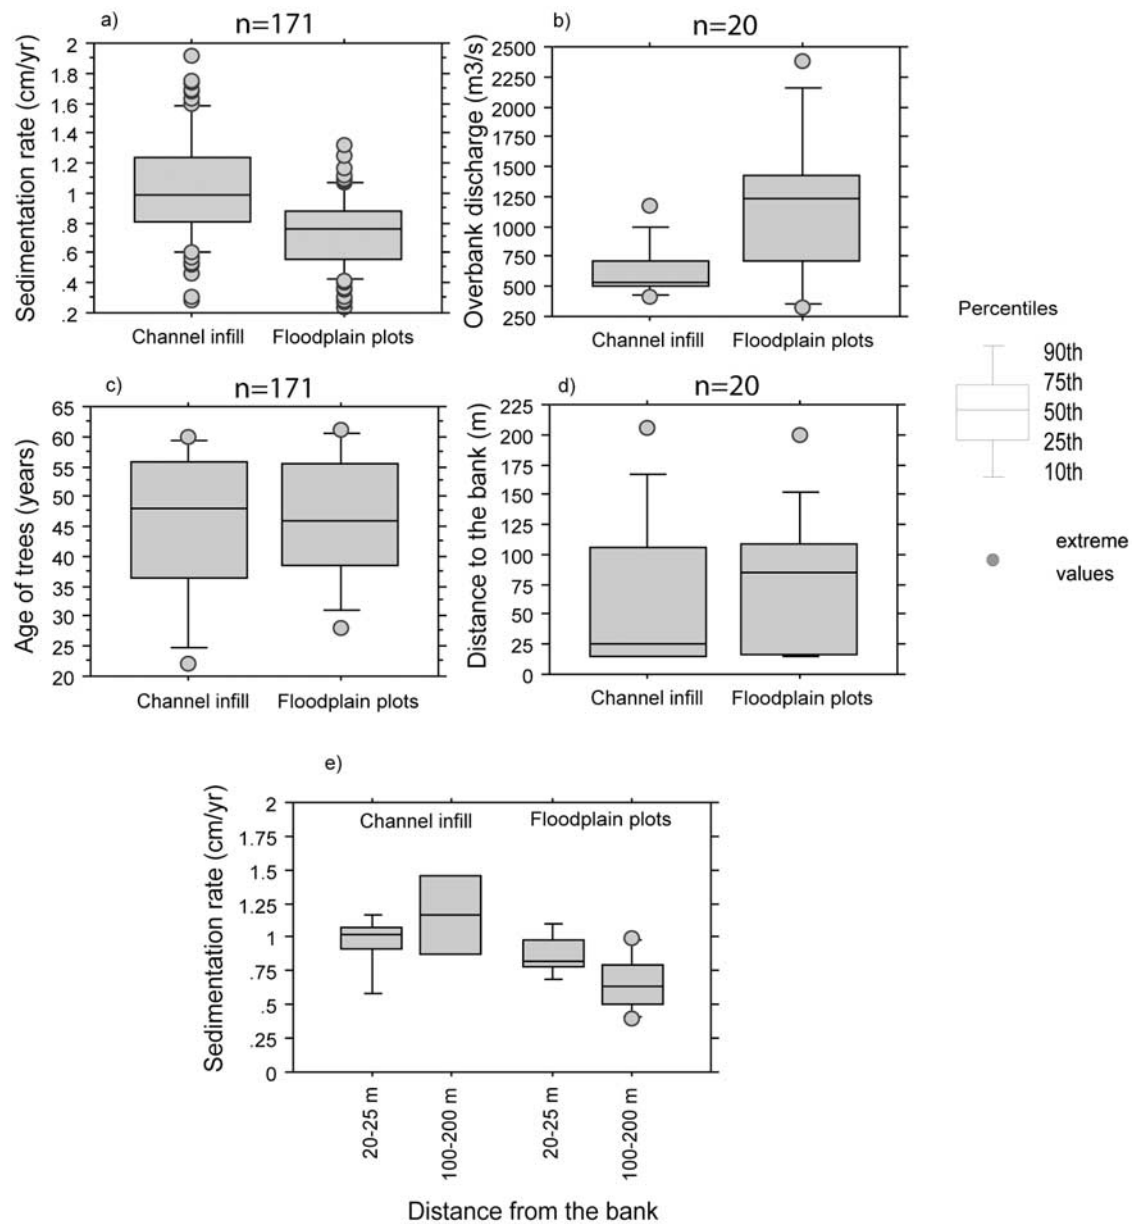 a)
n=171
Sedimentation rate (cm/yr)
2
1.8
1.6
1.4
1.2
1
.8
.6
.4
.2
Channel infill
Floodplain plots
b)
n=20
Overbank discharge (m3/s)
2500
2250
2000
1750
1500
1250
1000
750
500
250
Channel infill
Floodplain plots
c)
n=171
Age of trees (years)
65
60
55
50
45
40
35
30
25
20
Channel infill
Floodplain plots
d)
n=20
Distance to the bank (m)
225
200
175
150
125
100
75
50
25
0
Channel infill
Floodplain plots
Percentiles
90th
75th
50th
25th
10th
extreme
values
e)
Sedimentation rate (cm/yr)
2
1.75
1.5
1.25
1
.75
.5
.25
0
Channel infill
Floodplain plots
20-25 m
100-200 m
20-25 m
100-200 m
Distance from the bank